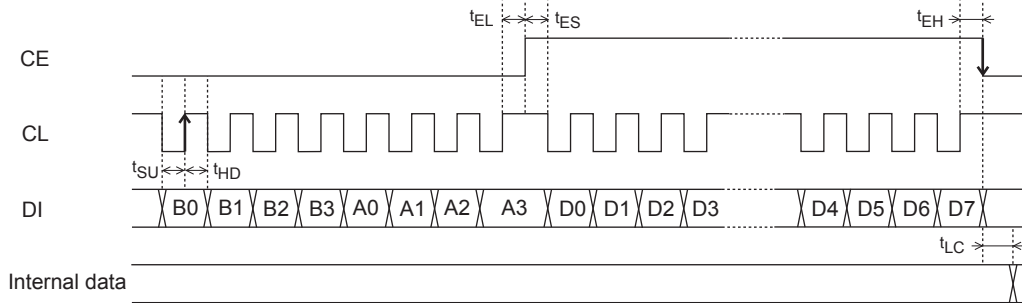 tEL tES tEH
CE
CL
tSU tHD
DI B0 B1 B2 B3 A0 A1 A2 A3 D0 D1 D2 D3 D4 D5 D6 D7
tLC
Internal data